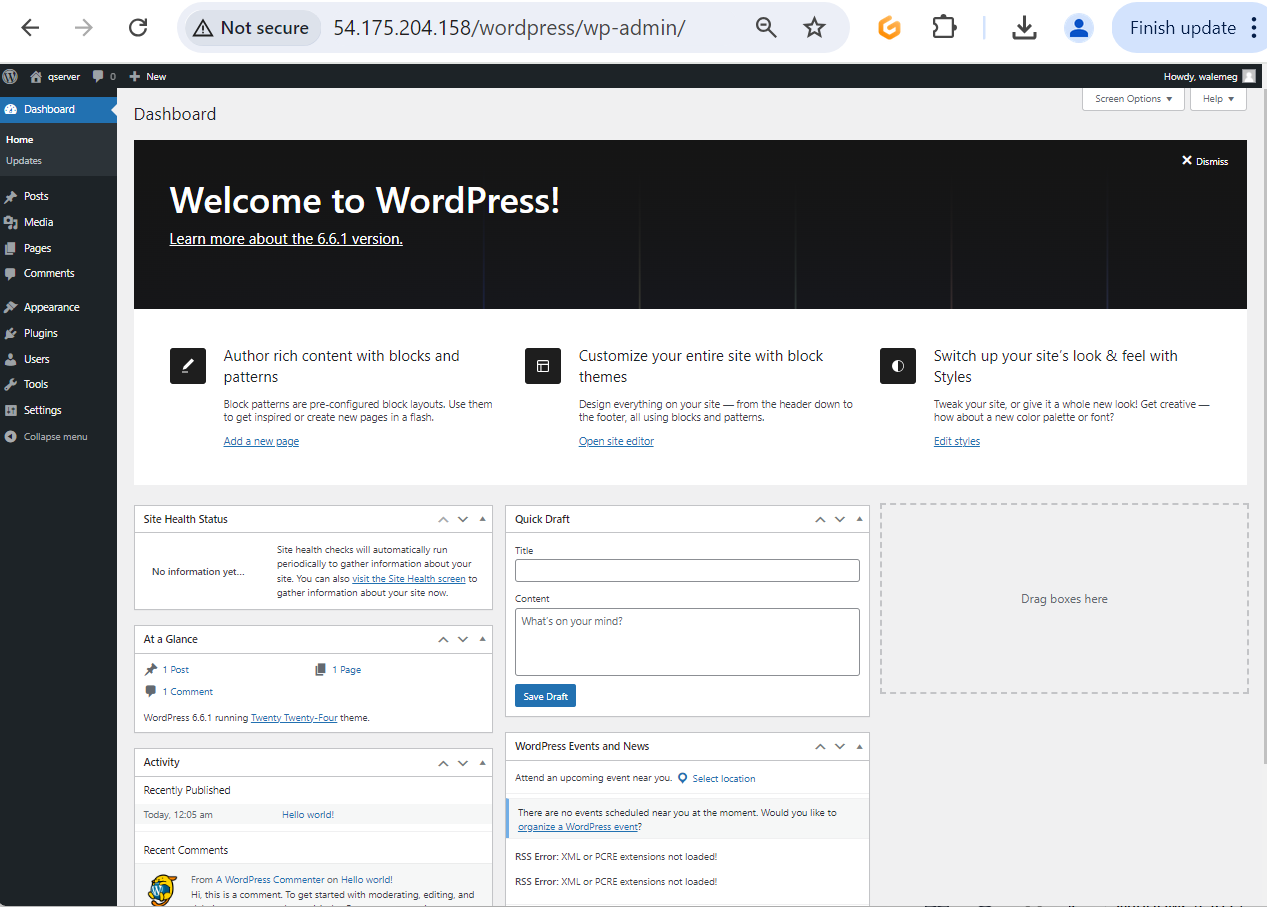 Not secure
54.175.204.158/wordpress/wp-admin/
Finish update
qserver
0
New
Howdy, walemeg
Dashboard
Home
Updates
Posts
Media
Pages
Comments
Appearance
Plugins
Users
Tools
Settings
Collapse menu
Dashboard
Screen Options
Help
Dismiss
Welcome to WordPress!
Learn more about the 6.6.1 version.
Author rich content with blocks and
patterns
Block patterns are pre-configured block layouts. Use them
to get inspired or create new pages in a flash.
Add a new page
Customize your entire site with block
themes
Design everything on your site — from the header down to
the footer, all using blocks and patterns.
Open site editor
Switch up your site’s look & feel with
Styles
Tweak your site, or give it a whole new look! Get creative —
how about a new color palette or font?
Edit styles
Site Health Status
No information yet…
Site health checks will automatically run
periodically to gather information about your
site. You can also visit the Site Health screen to
gather information about your site now.
At a Glance
1 Post
1 Page
1 Comment
WordPress 6.6.1 running Twenty Twenty-Four theme.
Activity
Recently Published
Today, 12:05 am
Hello world!
Recent Comments
From A WordPress Commenter on Hello world!
Hi, this is a comment. To get started with moderating, editing, and
Quick Draft
Title
Content
What’s on your mind?
Save Draft
WordPress Events and News
Attend an upcoming event near you.
Select location
There are no events scheduled near you at the moment. Would you like to
organize a WordPress event?
RSS Error: XML or PCRE extensions not loaded!
RSS Error: XML or PCRE extensions not loaded!
Drag boxes here